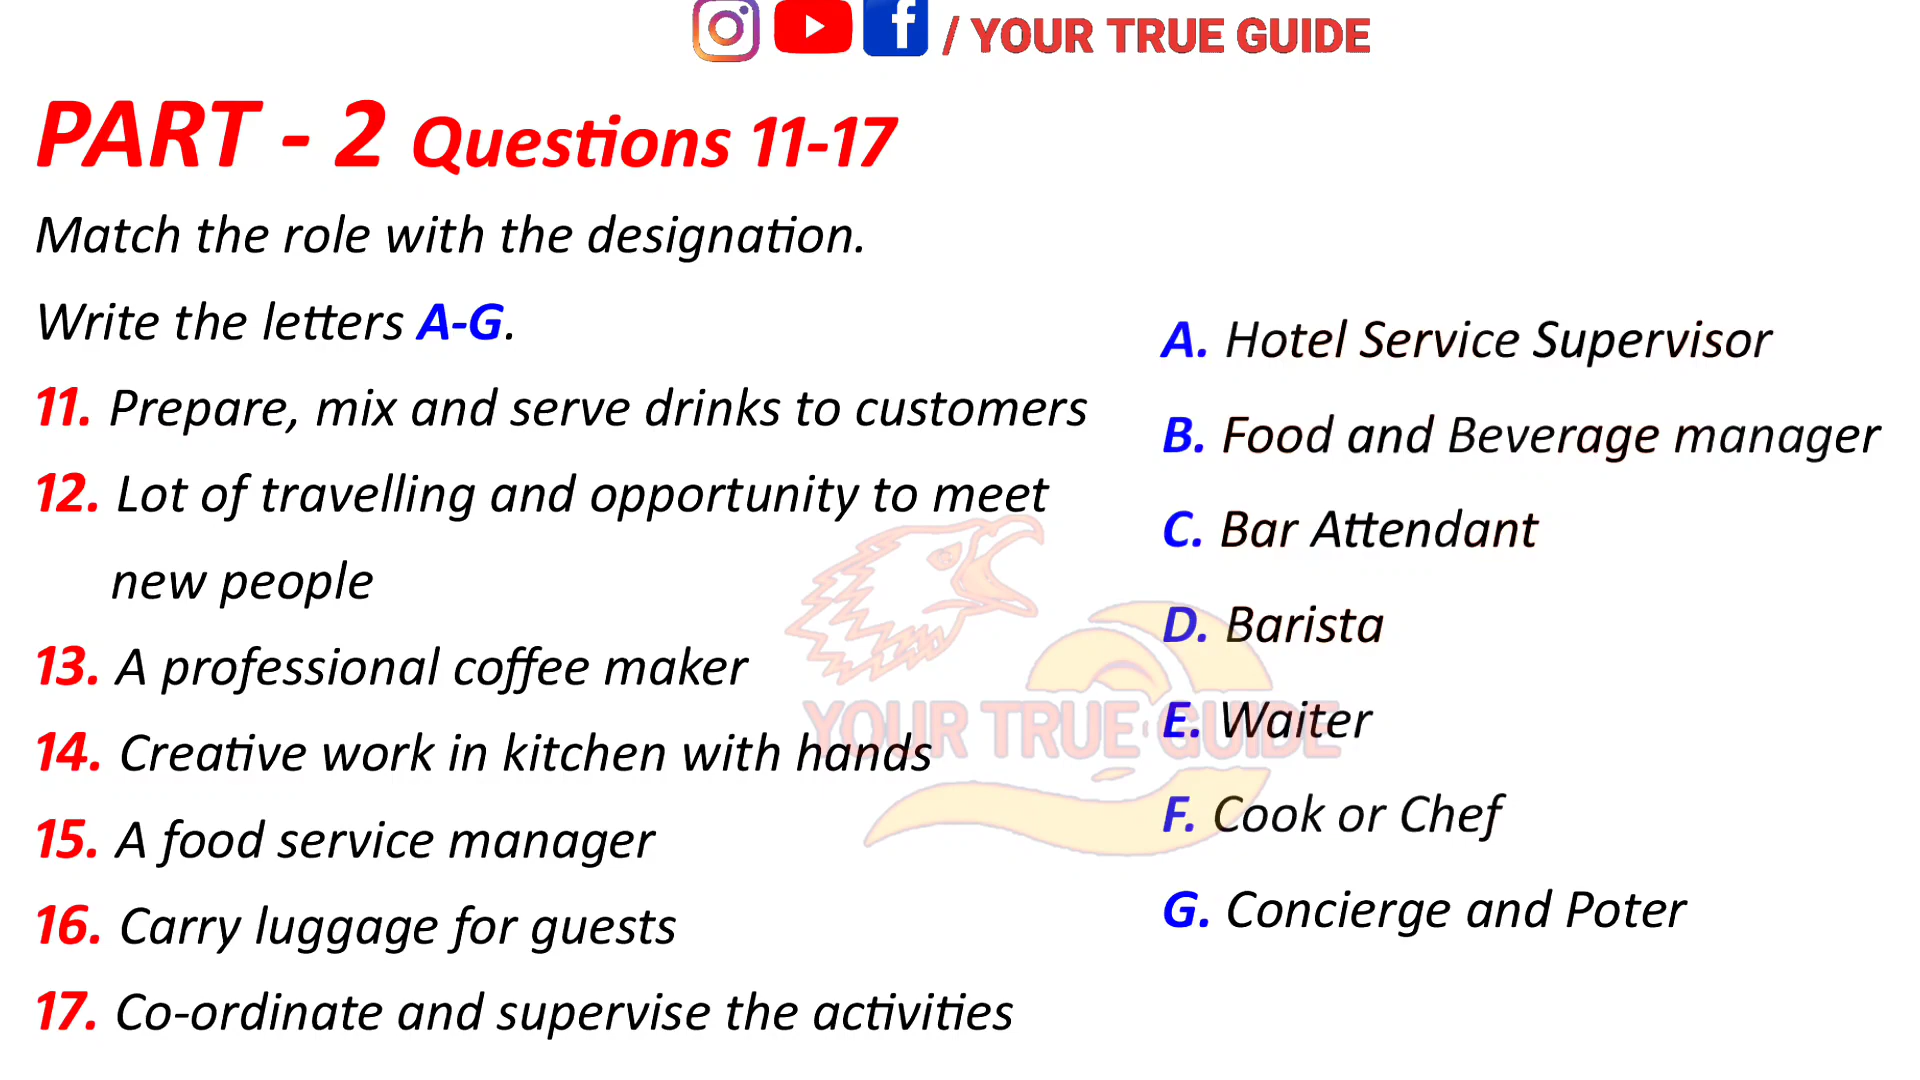 / YOUR TRUE GUIDE
PART - 2 Questions 11-17
Match the role with the designation.
Write the letters A-G.
11. Prepare, mix and serve drinks to customers
12. Lot of travelling and opportunity to meet
new people
13. A professional coffee maker
14. Creative work in kitchen with hands
15. A food service manager
16. Carry luggage for guests
17. Co-ordinate and supervise the activities
A. Hotel Service Supervisor
B. Food and Beverage manager
C. Bar Attendant
D. Barista
E. Waiter
F. Cook or Chef
G. Concierge and Poter
YOUR TRUE GUIDE